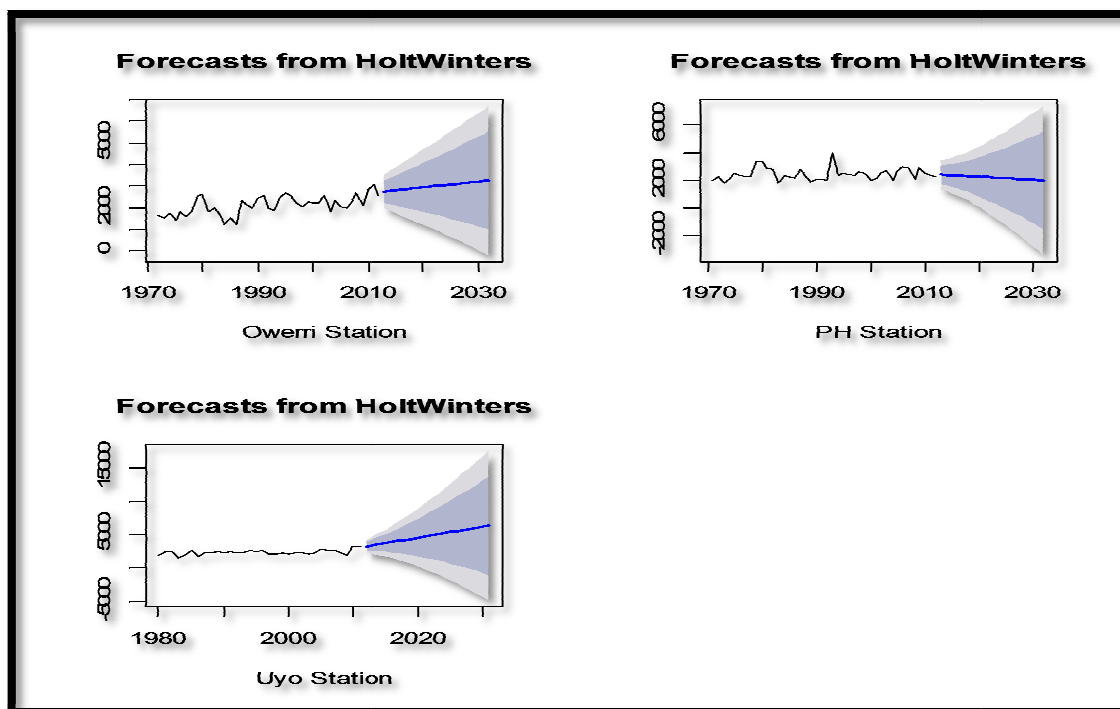 Forecasts from HoltWinters
5000
2000
0
1970 1990 2010 2030
Owerri Station
Forecasts from HoltWinters
6000
2000
-2000
1970 1990 2010 2030
PH Station
Forecasts from HoltWinters
15000
5000
-5000
1980 2000 2020
Uyo Station